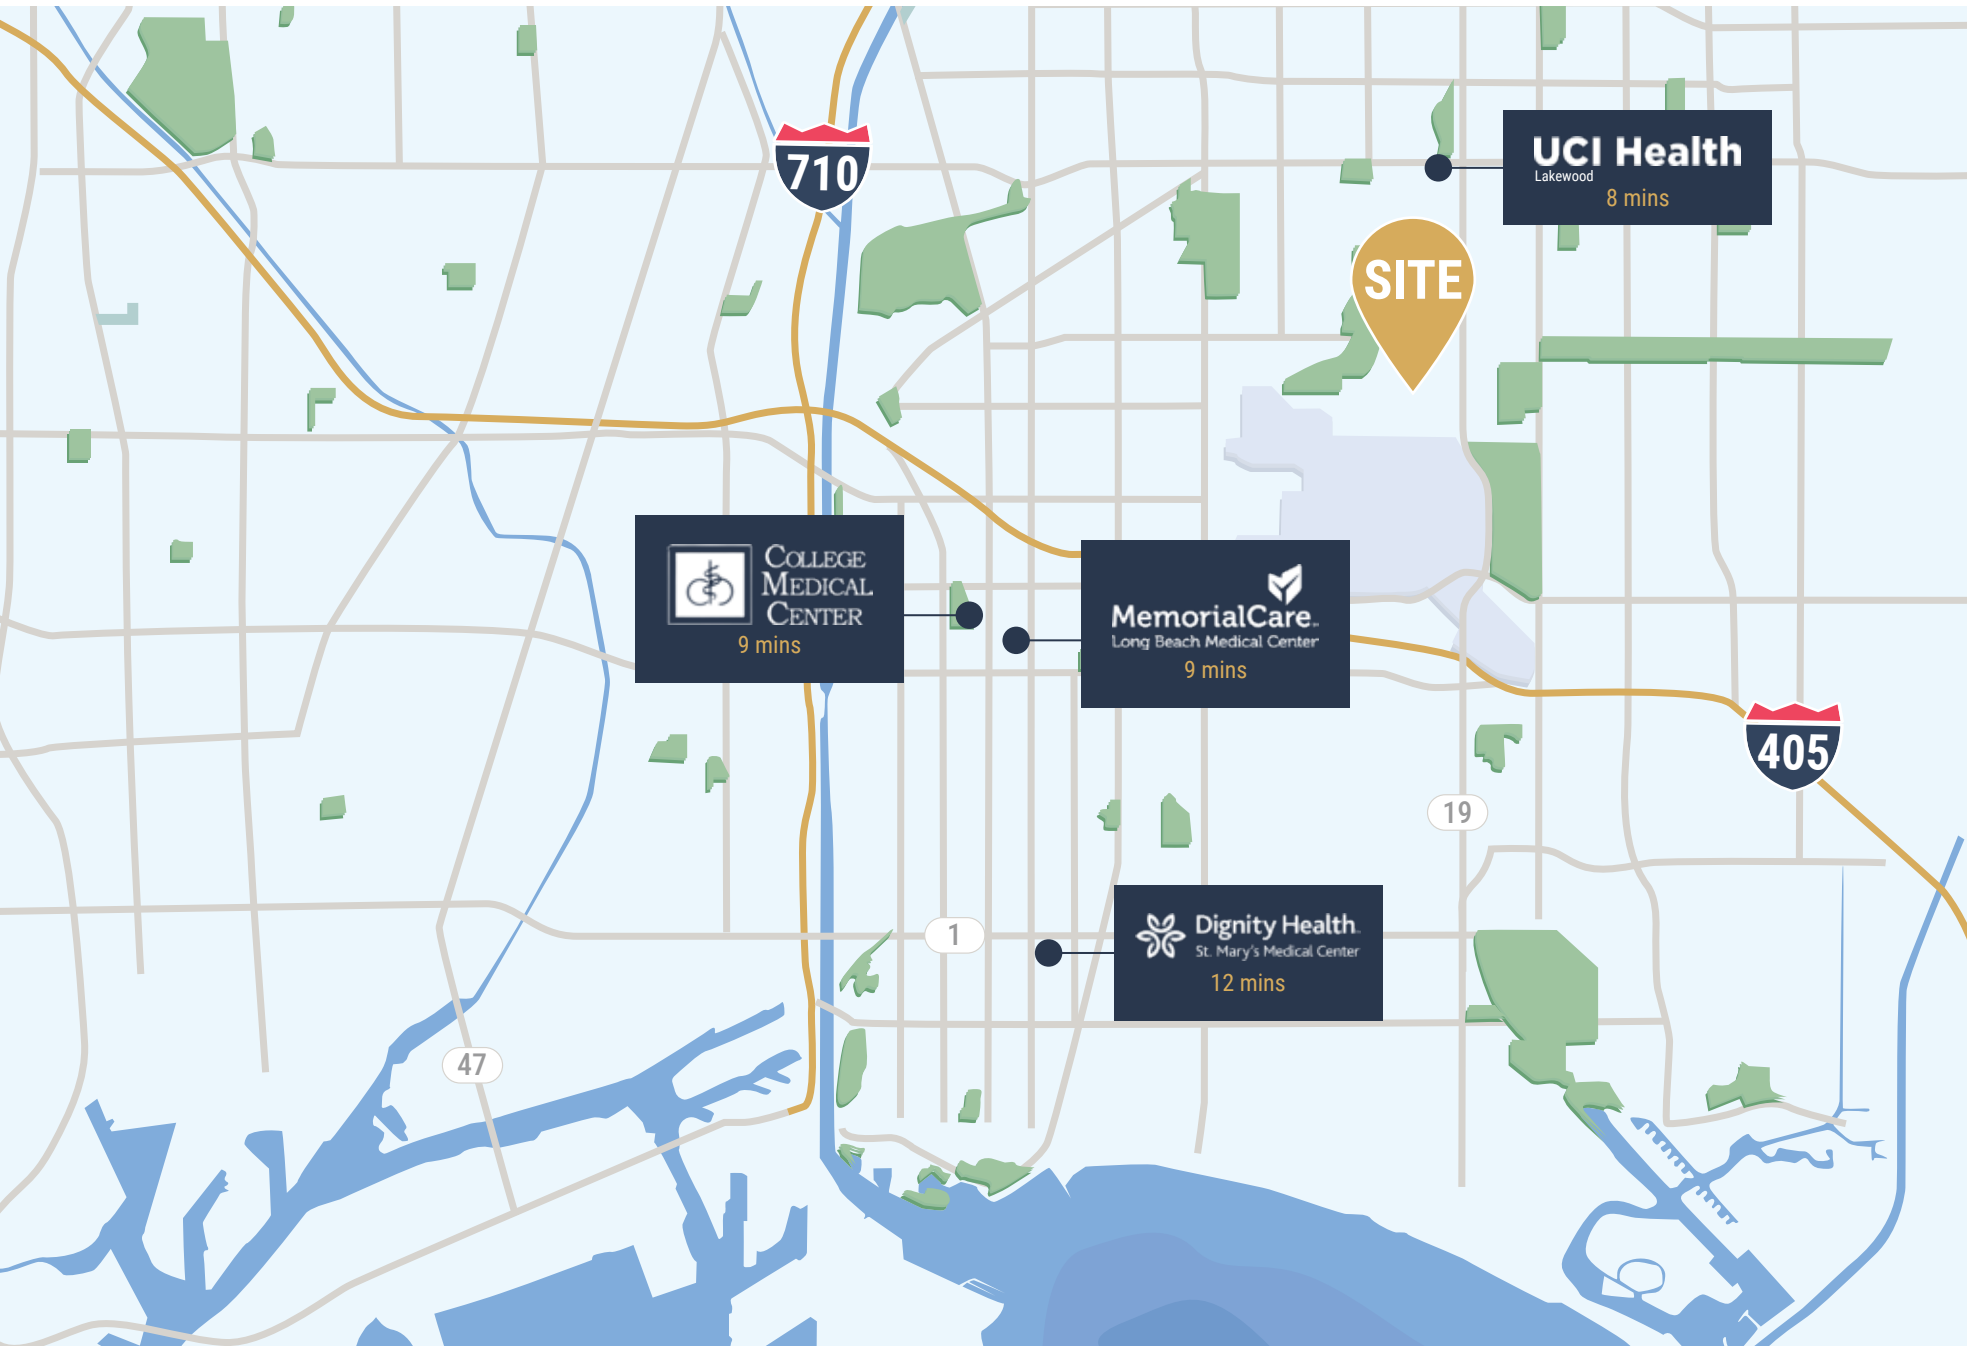 710
UCI Health
Lakewood
8 mins
SITE
COLLEGE
MEDICAL
CENTER
9 mins
MemorialCare
Long Beach Medical Center
9 mins
405
19
1
Dignity Health
St. Mary's Medical Center
12 mins
47